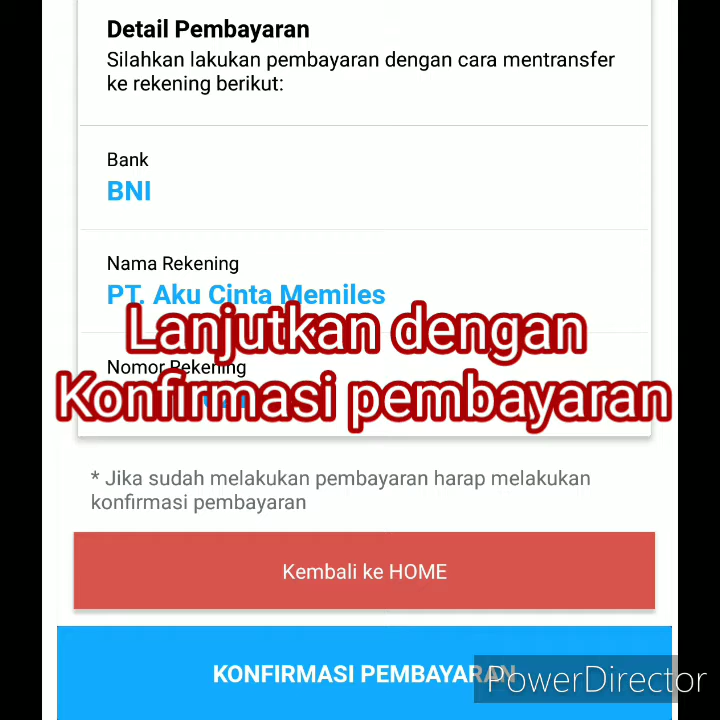 Detail Pembayaran
Silahkan lakukan pembayaran dengan cara mentransfer
ke rekening berikut:
Bank
BNI
Nama Rekening
PT. Aku Cinta Memiles
Lanjutkan dengan
Nomor Rekening
Konfirmasi pembayaran
* Jika sudah melakukan pembayaran harap melakukan
konfirmasi pembayaran
Kembali ke HOME
KONFIRMASI PEMBAYARAN
PowerDirector